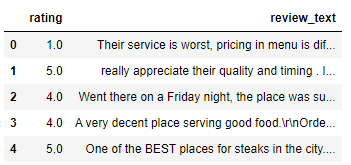 rating review_text
0 1.0 Their service is worst, pricing in menu is dif...
1 5.0 really appreciate their quality and timing . I...
2 4.0 Went there on a Friday night, the place was su...
3 4.0 A very decent place serving good food.\r\nOrde...
4 5.0 One of the BEST places for steaks in the city....